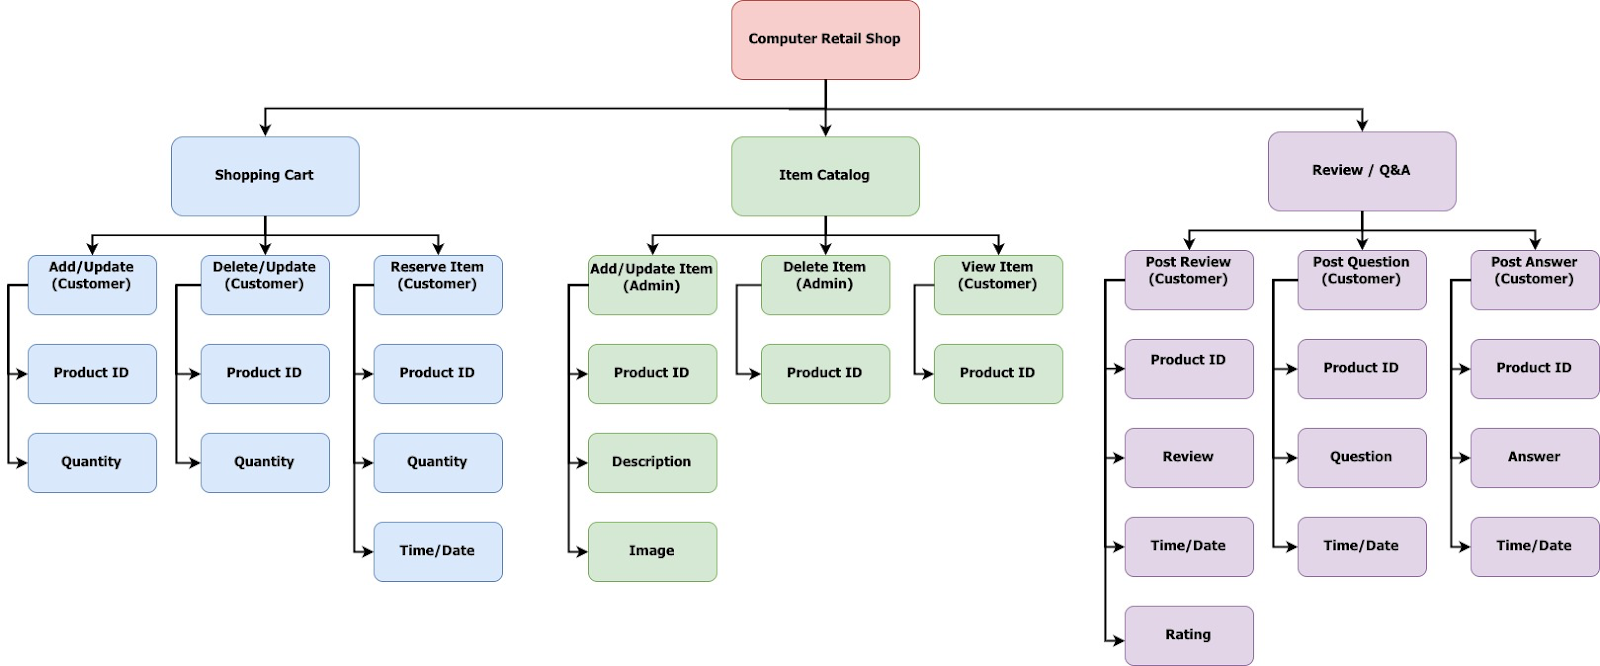 Computer Retail Shop
Shopping Cart
Item Catalog
Review / Q&A
Add/Update
(Customer)
Delete/Update
(Customer)
Reserve Item
(Customer)
Add/Update Item
(Admin)
Delete Item
(Admin)
View Item
(Customer)
Post Review
(Customer)
Post Question
(Customer)
Post Answer
(Customer)
Product ID
Product ID
Product ID
Product ID
Product ID
Product ID
Product ID
Product ID
Product ID
Quantity
Quantity
Quantity
Description
Review
Question
Answer
Time/Date
Image
Time/Date
Time/Date
Time/Date
Rating